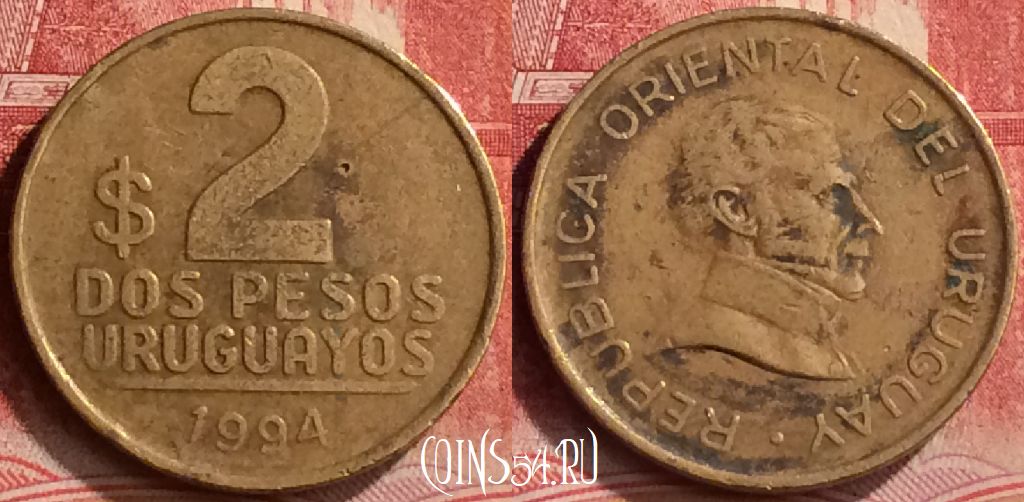 $ 2
DOS PESOS
URUGUAYOS
1994
REPUBLICA ORIENTAL DEL URUGUAY ·
COINS54.RU